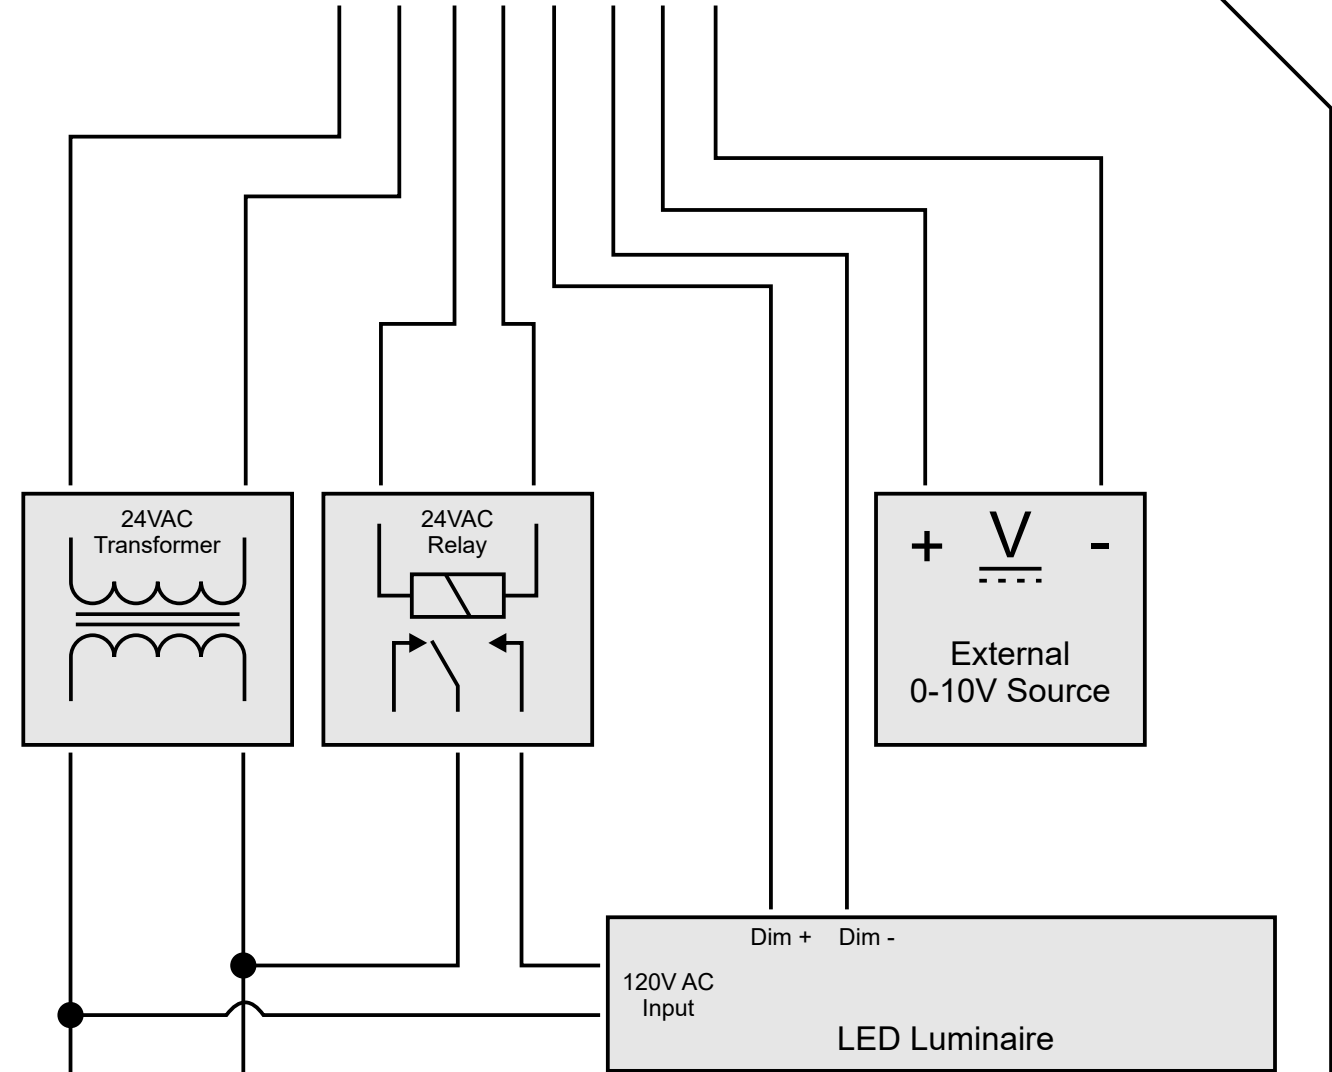 24VAC
Transformer
24VAC
Relay
+ V -
External
0-10V Source
Dim + Dim -
120V AC
Input
LED Luminaire